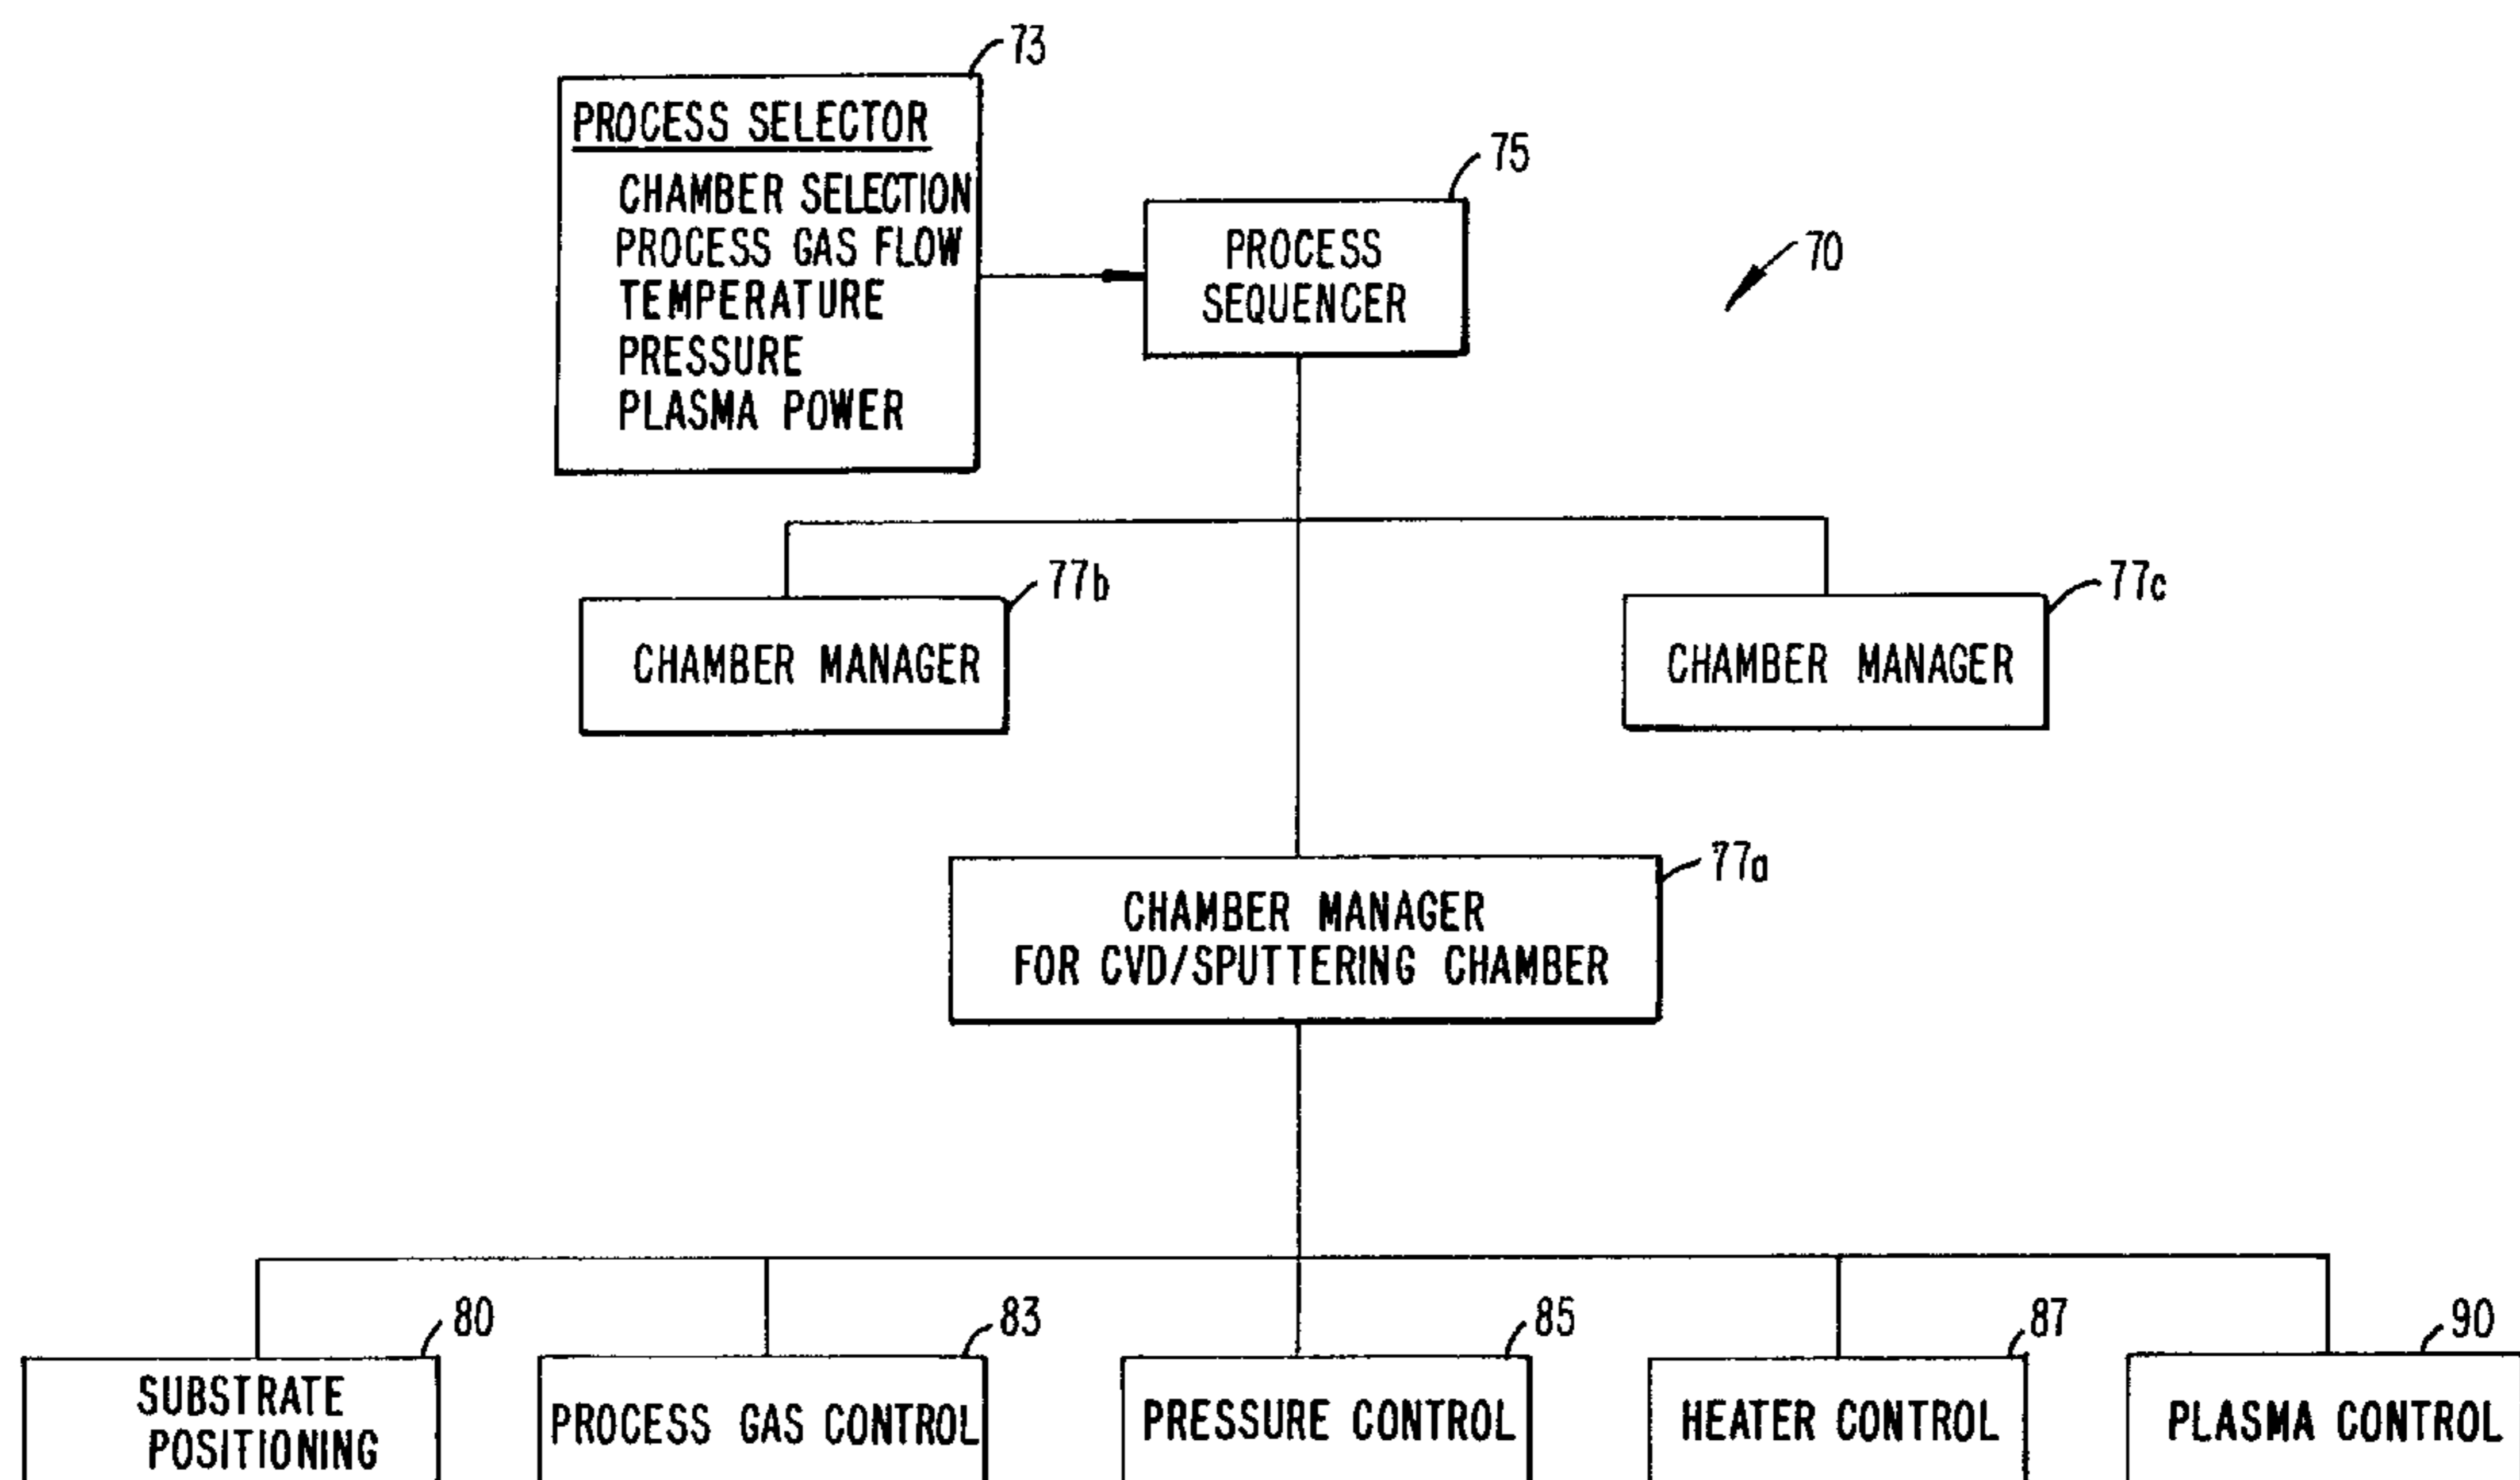 73
PROCESS SELECTOR
CHAMBER SELECTION
PROCESS GAS FLOW
TEMPERATURE
PRESSURE
PLASMA POWER
75
PROCESS
SEQUENCER
70
77b
CHAMBER MANAGER
77c
CHAMBER MANAGER
77a
CHAMBER MANAGER
FOR CVD/SPUTTERING CHAMBER
80
SUBSTRATE
POSITIONING
83
PROCESS GAS CONTROL
85
PRESSURE CONTROL
87
HEATER CONTROL
90
PLASMA CONTROL